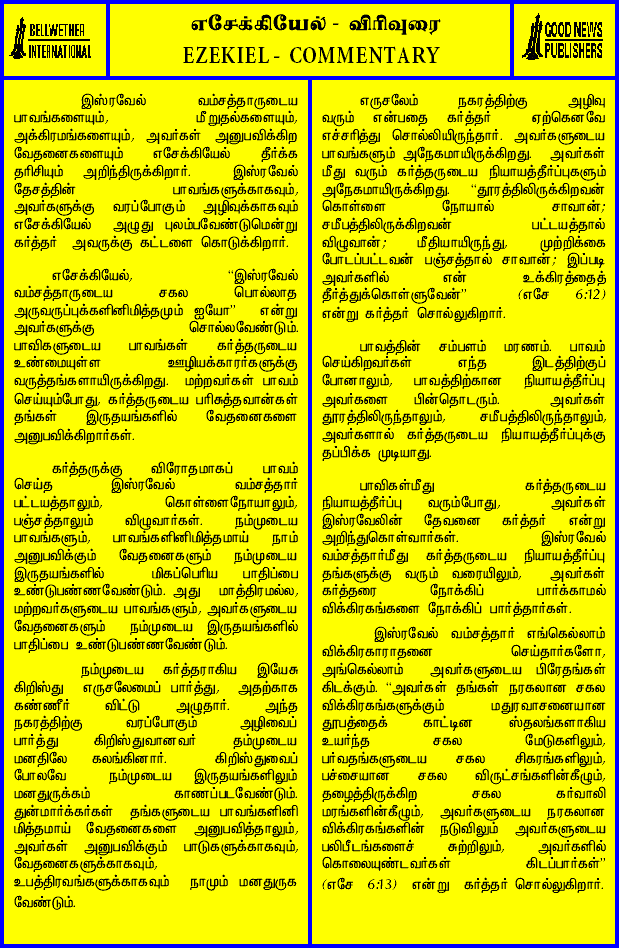 BELLWETHER
INTERNATIONAL
எசேக்கியேல் - விரிவுரை
EZEKIEL - COMMENTARY
GOOD NEWS
PUBLISHERS
இஸ்ரவேல் வம்சத்தாருடைய
பாவங்களையும், மீறுதல்களையும்,
அக்கிரமங்களையும், அவர்கள் அனுபவிக்கிற
வேதனைகளையும் எசேக்கியேல் தீர்க்க
தரிசியும் அறிந்திருக்கிறார். இஸ்ரவேல்
தேசத்தின் பாவங்களுக்காகவும்,
அவர்களுக்கு வரப்போகும் அழிவுக்காகவும்
எசேக்கியேல் அழுது புலம்பவேண்டுமென்று
கர்த்தர் அவருக்கு கட்டளை கொடுக்கிறார்.
எசேக்கியேல், “இஸ்ரவேல்
வம்சத்தாருடைய சகல பொல்லாத
அருவருப்புக்களினிமித்தமும் ஐயோ” என்று
அவர்களுக்கு சொல்லவேண்டும்.
பாவிகளுடைய பாவங்கள் கர்த்தருடைய
உண்மையுள்ள ஊழியக்காரர்களுக்கு
வருத்தங்களாயிருக்கிறது. மற்றவர்கள் பாவம்
செய்யும்போது, கர்த்தருடைய பரிசுத்தவான்கள்
தங்கள் இருதயங்களில் வேதனைகளை
அனுபவிக்கிறார்கள்.
கர்த்தருக்கு விரோதமாகப் பாவம்
செய்த இஸ்ரவேல் வம்சத்தார்
பட்டயத்தாலும், கொள்ளைநோயாலும்,
பஞ்சத்தாலும் விழுவார்கள். நம்முடைய
பாவங்களும், பாவங்களினிமித்தமாய் நாம்
அனுபவிக்கும் வேதனைகளும் நம்முடைய
இருதயங்களில் மிகப்பெரிய பாதிப்பை
உண்டுபண்ணவேண்டும். அது மாத்திரமல்ல,
மற்றவர்களுடைய பாவங்களும், அவர்களுடைய
வேதனைகளும் நம்முடைய இருதயங்களில்
பாதிப்பை உண்டுபண்ணவேண்டும்.
நம்முடைய கர்த்தராகிய இயேசு
கிறிஸ்து எருசலேமைப் பார்த்து, அதற்காக
கண்ணீர் விட்டு அழுதார். அந்த
நகரத்திற்கு வரப்போகும் அழிவைப்
பார்த்து கிறிஸ்துவானவர் தம்முடைய
மனதிலே கலங்கினார். கிறிஸ்துவைப்
போலவே நம்முடைய இருதயங்களிலும்
மனதுருக்கம் காணப்படவேண்டும்.
துன்மார்க்கர்கள் தங்களுடைய பாவங்களினி
மித்தமாய் வேதனைகளை அனுபவித்தாலும்,
அவர்கள் அனுபவிக்கும் பாடுகளுக்காகவும்,
வேதனைகளுக்காகவும்,
உபத்திரவங்களுக்காகவும் நாமும் மனதுருக
வேண்டும்.
எருசலேம் நகரத்திற்கு அழிவு
வரும் என்பதை கர்த்தர் ஏற்கெனவே
எச்சரித்து சொல்லியிருந்தார். அவர்களுடைய
பாவங்களும் அநேகமாயிருக்கிறது. அவர்கள்
மீது வரும் கர்த்தருடைய நியாயத்தீர்ப்புகளும்
அநேகமாயிருக்கிறது. “தூரத்திலிருக்கிறவன்
கொள்ளை நோயால் சாவான்;
சமீபத்திலிருக்கிறவன் பட்டயத்தால்
விழுவான்; மீதியாயிருந்து, முற்றிக்கை
போடப்பட்டவன் பஞ்சத்தால் சாவான்; இப்படி
அவர்களில் என் உக்கிரத்தைத்
தீர்த்துக்கொள்ளுவேன்” (எசே 6:12)
என்று கர்த்தர் சொல்லுகிறார்.
பாவத்தின் சம்பளம் மரணம். பாவம்
செய்கிறவர்கள் எந்த இடத்திற்குப்
போனாலும், பாவத்திற்கான நியாயத்தீர்ப்பு
அவர்களை பின்தொடரும். அவர்கள்
தூரத்திலிருந்தாலும், சமீபத்திலிருந்தாலும்,
அவர்களால் கர்த்தருடைய நியாயத்தீர்ப்புக்கு
தப்பிக்க முடியாது.
பாவிகள்மீது கர்த்தருடைய
நியாயத்தீர்ப்பு வரும்போது, அவர்கள்
இஸ்ரவேலின் தேவனை கர்த்தர் என்று
அறிந்துகொள்வார்கள். இஸ்ரவேல்
வம்சத்தார்மீது கர்த்தருடைய நியாயத்தீர்ப்பு
தங்களுக்கு வரும் வரையிலும், அவர்கள்
கர்த்தரை நோக்கிப் பார்க்காமல்
விக்கிரகங்களை நோக்கிப் பார்த்தார்கள்.
இஸ்ரவேல் வம்சத்தார் எங்கெல்லாம்
விக்கிரகாராதனை செய்தார்களோ,
அங்கெல்லாம் அவர்களுடைய பிரேதங்கள்
கிடக்கும். “அவர்கள் தங்கள் நரகலான சகல
விக்கிரகங்களுக்கும் மதுரவாசனையான
தூபத்தைக் காட்டின ஸ்தலங்களாகிய
உயர்ந்த சகல மேடுகளிலும்,
பர்வதங்களுடைய சகல சிகரங்களிலும்,
பச்சையான சகல விருட்சங்களின்கீழும்,
தழைத்திருக்கிற சகல கர்வாலி
மரங்களின்கீழும், அவர்களுடைய நரகலான
விக்கிரகங்களின் நடுவிலும் அவர்களுடைய
பலிபீடங்களைச் சுற்றிலும், அவர்களில்
கொலையுண்டவர்கள் கிடப்பார்கள்”
(எசே 6:13) என்று கர்த்தர் சொல்லுகிறார்.